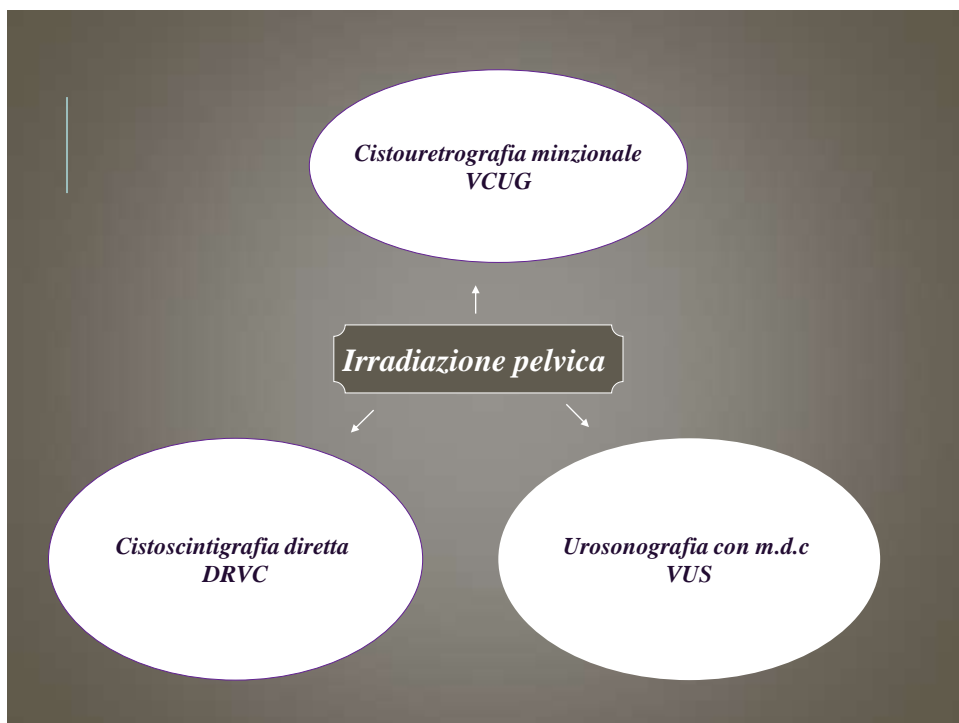 Cistouretrografia minzionale
VCUG
Irradiazione pelvica
Cistoscintigrafia diretta
DRVC
Urosonografia con m.d.c
VUS